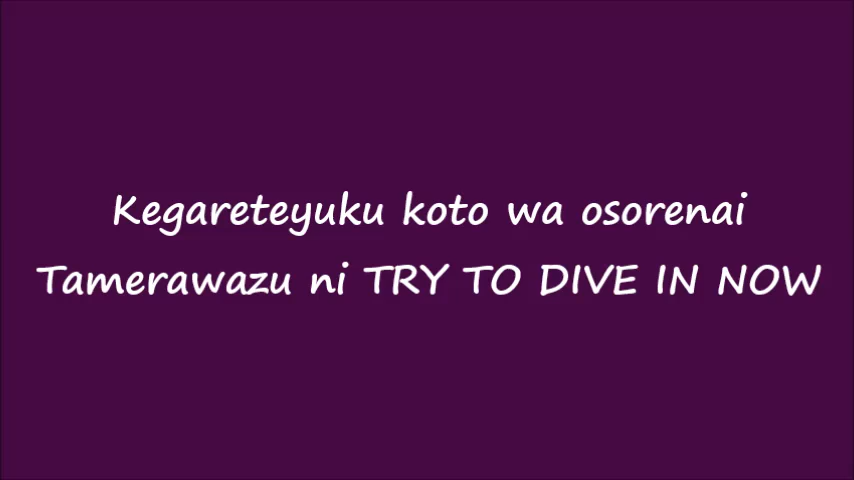 Kegareteyuku koto wa osorenai
Tamerawazu ni TRY TO DIVE IN NOW